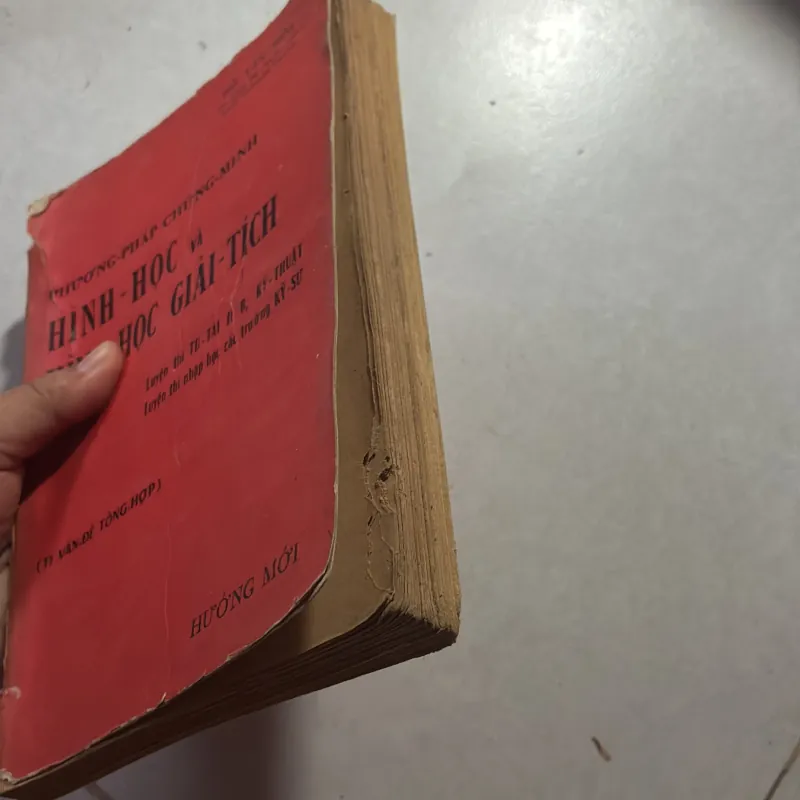 PHƯƠNG-PHÁP CHỨNG-MINH
HÌNH-HỌC VÀ
HỌC GIẢI-TÍCH
Luyện thi TÚ-TÀI II B, KỸ-THUẬT
Luyện thi nhập học các trường KỸ-SƯ
VẤN-ĐỀ TỔNG-HỢP)
HƯỚNG MỚI